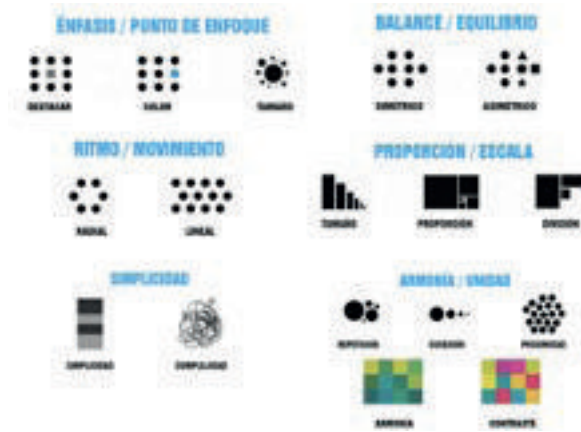 ÉNFASIS / PUNTO DE ENFOQUE
DESTACAR
COLOR
TAMAÑO
BALANCE / EQUILIBRIO
SIMÉTRICO
ASIMÉTRICO
RITMO / MOVIMIENTO
RADIAL
LINEAL
PROPORCIÓN / ESCALA
TAMAÑO
PROPORCIÓN
DIVISIÓN
SIMPLICIDAD
SIMPLICIDAD
COMPLEJIDAD
ARMONÍA / UNIDAD
REPETICIÓN
PROXIMIDAD
ARMONÍA
CONTRASTE